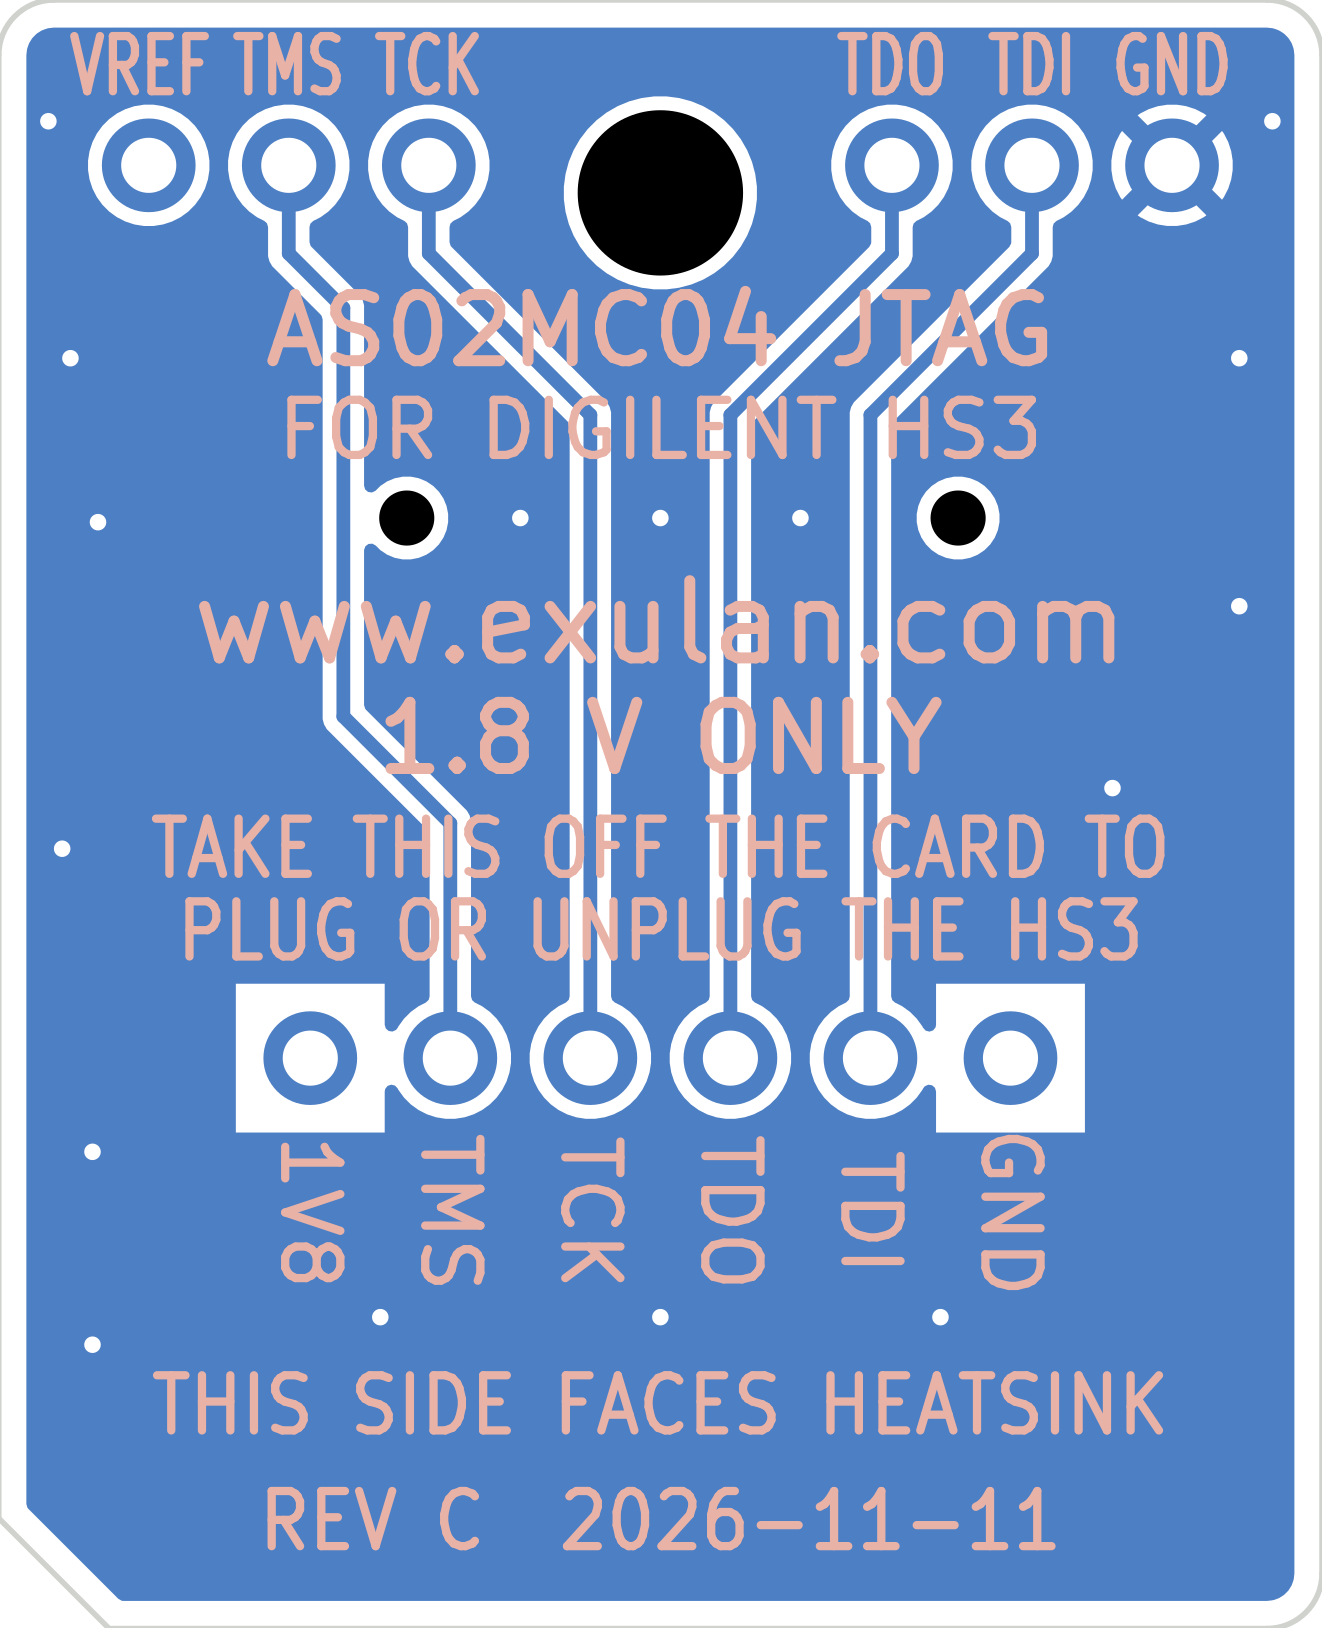 VREF TMS TCK TDO TDI GND
AS02MC04 JTAG
FOR DIGILENT HS3
www.exulan.com
1.8 V ONLY
TAKE THIS OFF THE CARD TO
PLUG OR UNPLUG THE HS3
1V8 TMS TCK TDO TDI GND
THIS SIDE FACES HEATSINK
REV C 2026-11-11